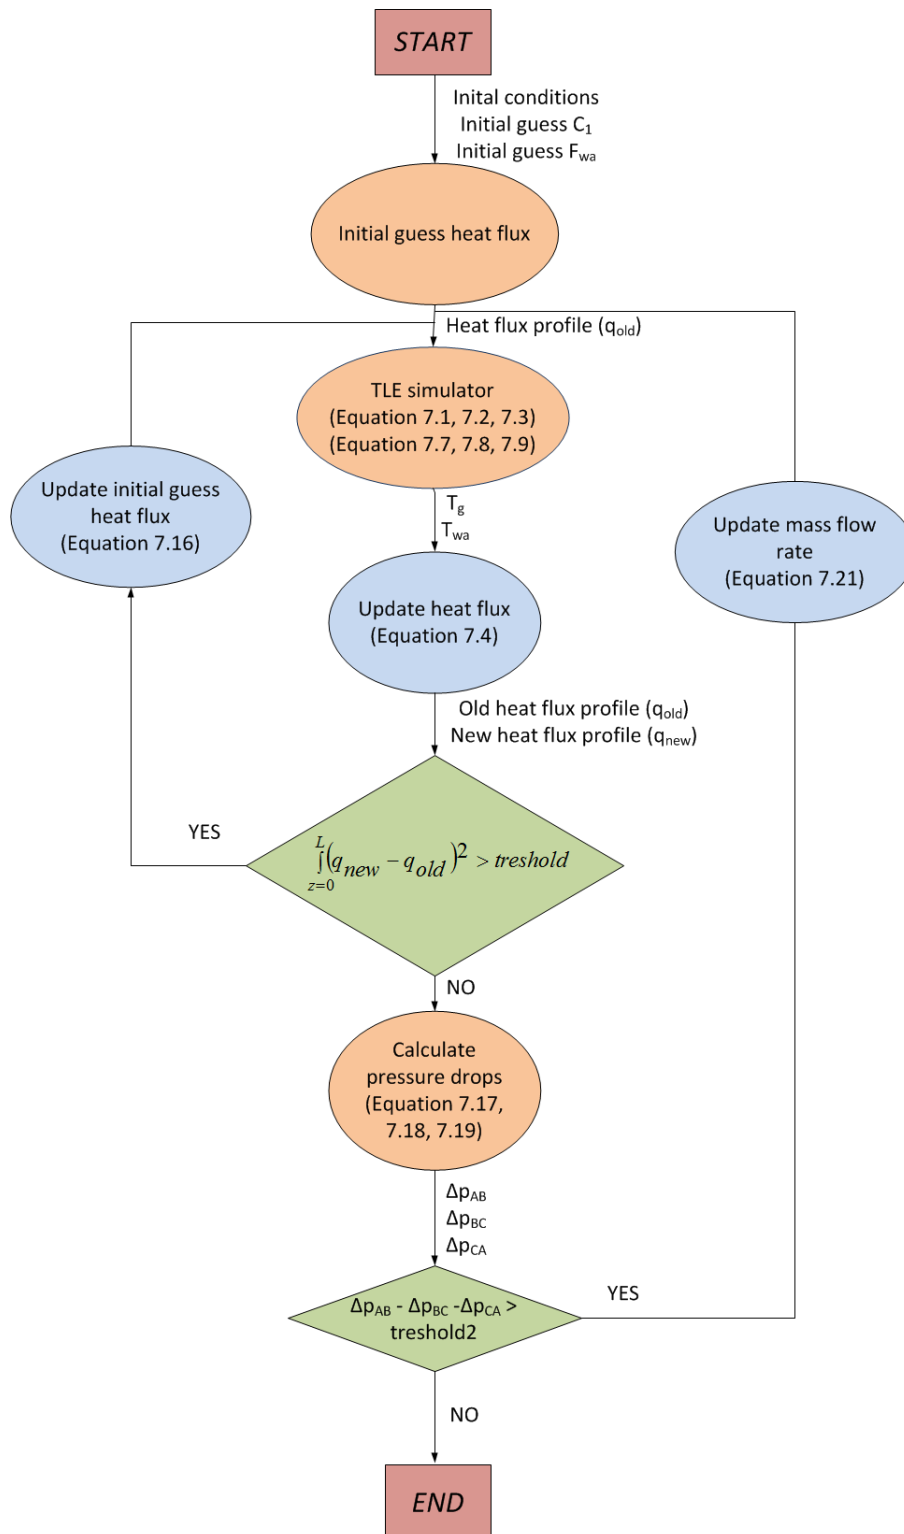 START
Inital conditions
Initial guess C₁
Initial guess Fwa
Initial guess heat flux
Heat flux profile (qold)
TLE simulator
(Equation 7.1, 7.2, 7.3)
(Equation 7.7, 7.8, 7.9)
Update initial guess
heat flux
(Equation 7.16)
Tg
Twa
Update mass flow
rate
(Equation 7.21)
Update heat flux
(Equation 7.4)
Old heat flux profile (qold)
New heat flux profile (qnew)
YES
∫z=0L(qnew − qold)² > treshold
NO
Calculate
pressure drops
(Equation 7.17,
7.18, 7.19)
ΔpAB
ΔpBC
ΔpCA
ΔpAB - ΔpBC -ΔpCA >
treshold2
YES
NO
END